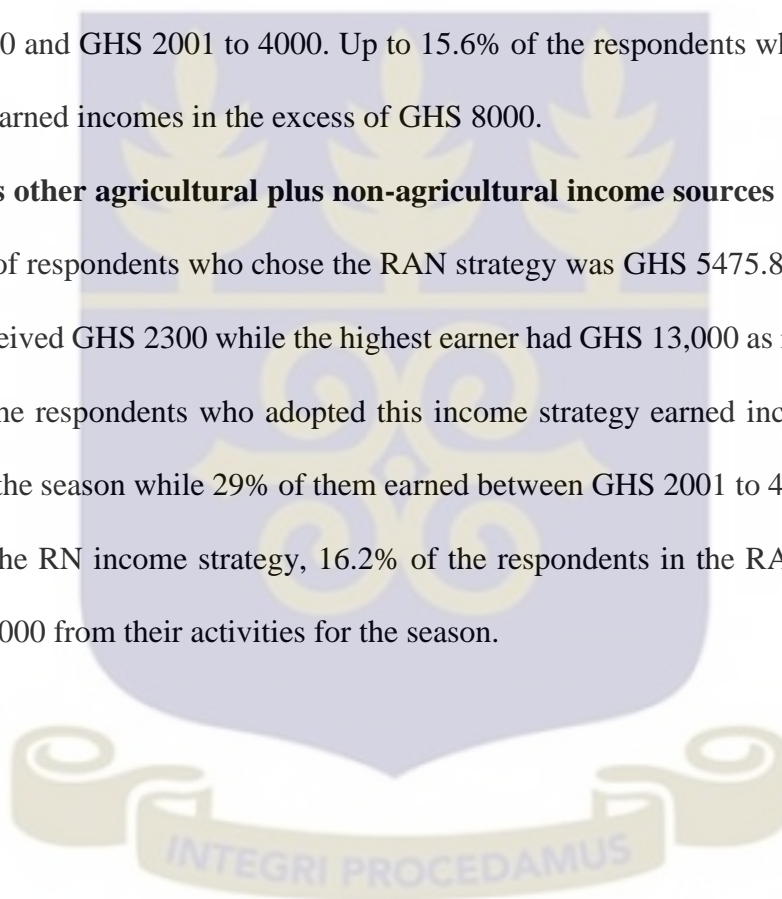 0 and GHS 2001 to 4000. Up to 15.6% of the respondents
arned incomes in the excess of GHS 8000.
s other agricultural plus non-agricultural income sources
of respondents who chose the RAN strategy was GHS 5475.8
eived GHS 2300 while the highest earner had GHS 13,000 as
he respondents who adopted this income strategy earned inc
the season while 29% of them earned between GHS 2001 to 4
he RN income strategy, 16.2% of the respondents in the RA
000 from their activities for the season.
INTEGRI PROCEDAMUS